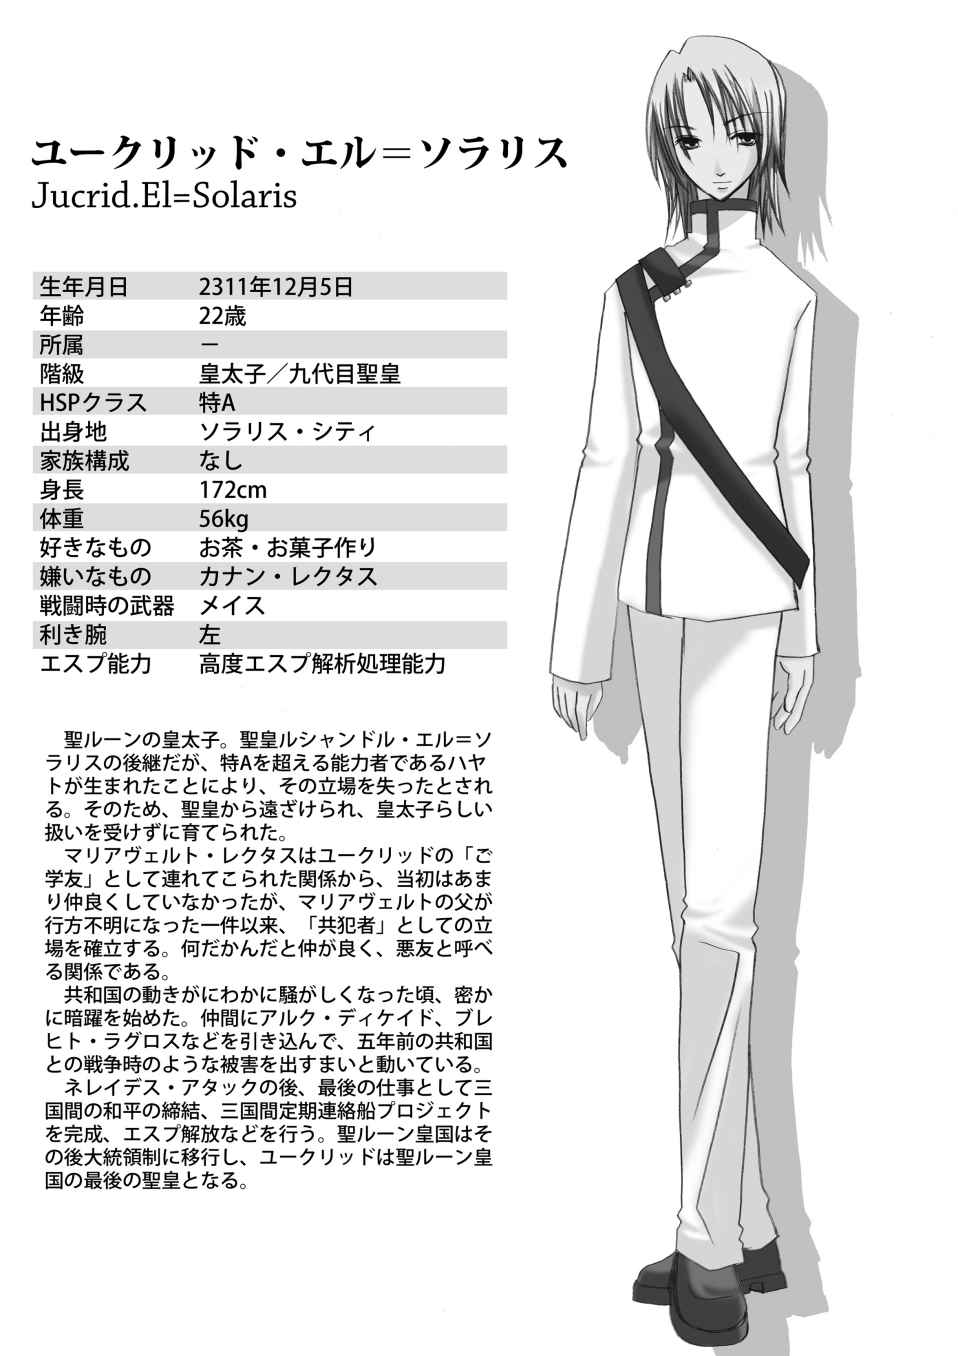 ユークリッド・エル＝ソラリス
Jucrid.El=Solaris
生年月日 2311年12月5日
年齢 22歳
所属 －
階級 皇太子／九代目聖皇
HSPクラス 特A
出身地 ソラリス・シティ
家族構成 なし
身長 172cm
体重 56kg
好きなもの お茶・お菓子作り
嫌いなもの カナン・レクタス
戦闘時の武器 メイス
利き腕 左
エスプ能力 高度エスプ解析処理能力
聖ルーンの皇太子。聖皇ルシャンドル・エル＝ソ
ラリスの後継だが、特Aを超える能力者であるハヤ
トが生まれたことにより、その立場を失ったとされ
る。そのため、聖皇から遠ざけられ、皇太子らしい
扱いを受けずに育てられた。
マリアヴェルト・レクタスはユークリッドの「ご
学友」として連れてこられた関係から、当初はあま
り仲良くしていなかったが、マリアヴェルトの父が
行方不明になった一件以来、「共犯者」としての立
場を確立する。何だかんだと仲が良く、悪友と呼べ
る関係である。
共和国の動きがにわかに騒がしくなった頃、密か
に暗躍を始めた。仲間にアルク・ディケイド、ブレ
ヒト・ラグロスなどを引き込んで、五年前の共和国
との戦争時のような被害を出すまいと動いている。
ネレイデス・アタックの後、最後の仕事として三
国間の和平の締結、三国間定期連絡船プロジェクト
を完成、エスプ解放などを行う。聖ルーン皇国はそ
の後大統領制に移行し、ユークリッドは聖ルーン皇
国の最後の聖皇となる。